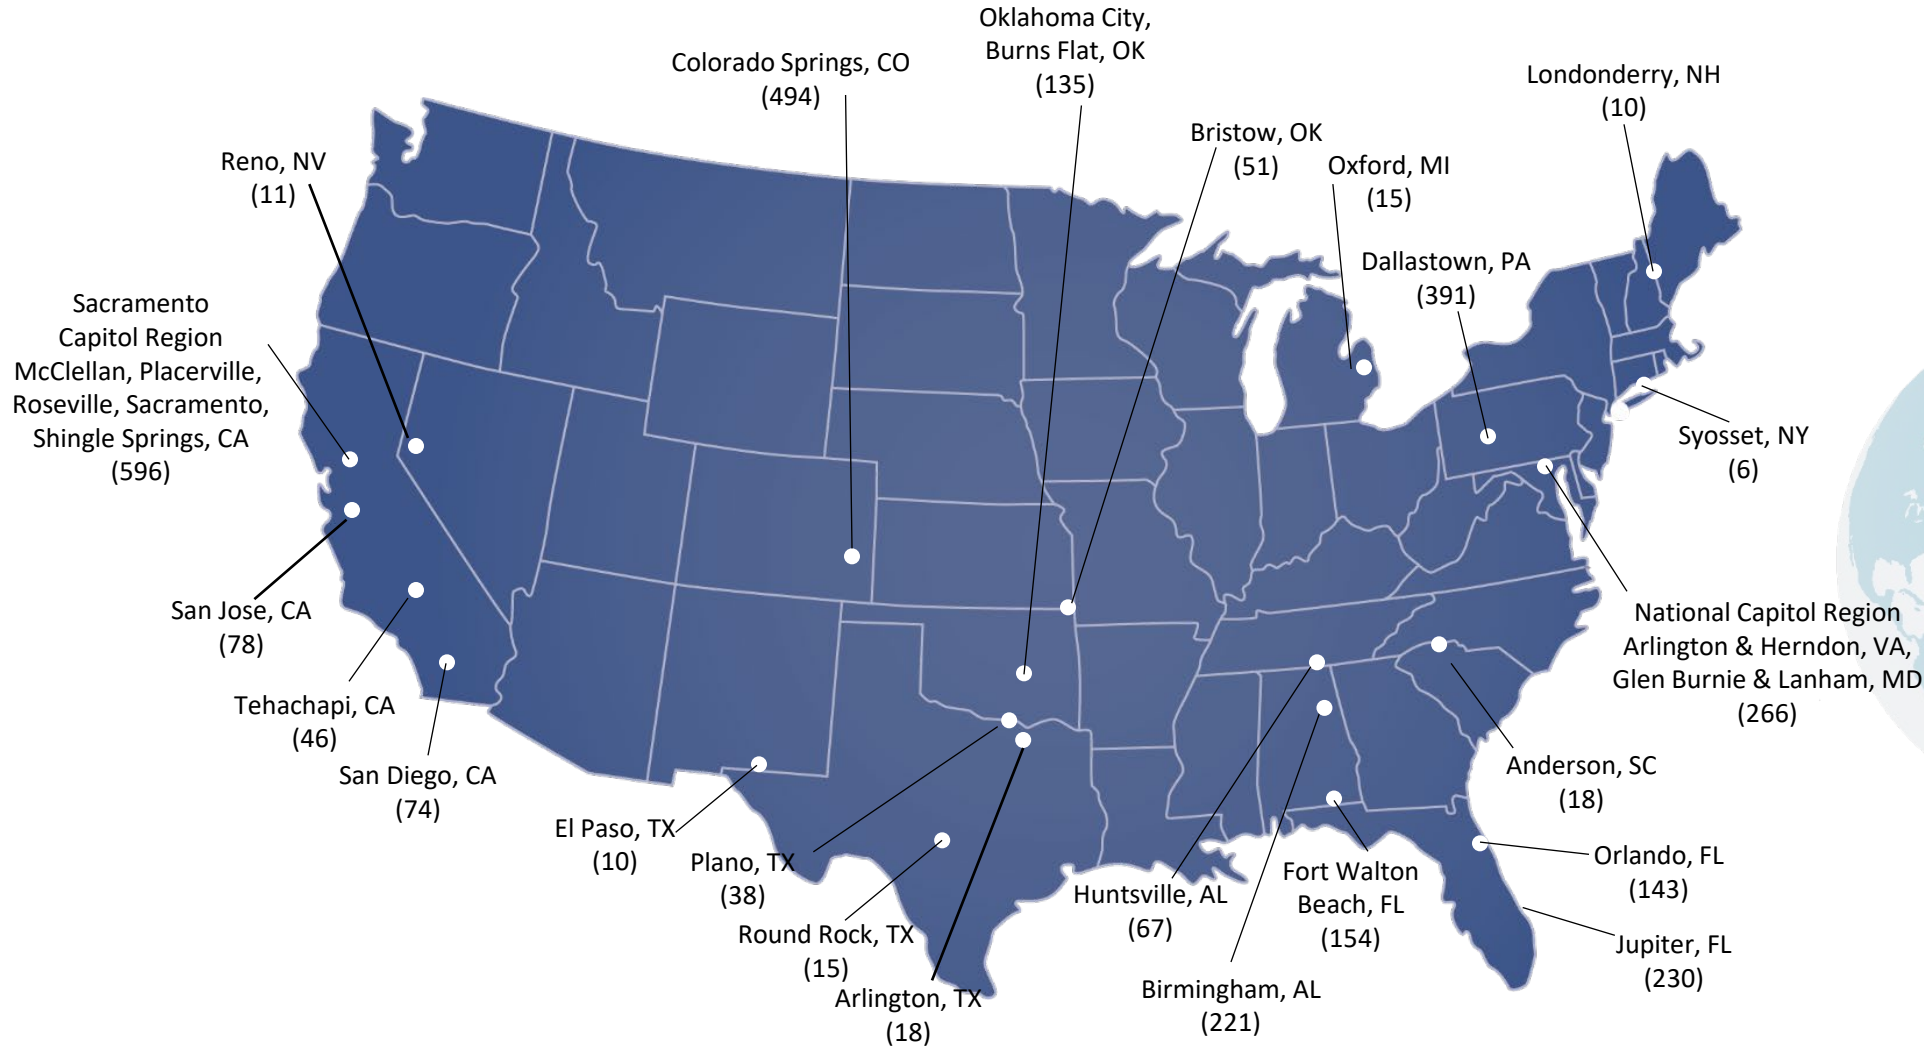 Oklahoma City,
Burns Flat, OK
(135)
Colorado Springs, CO
(494)
Londonderry, NH
(10)
Bristow, OK
(51)
Reno, NV
(11)
Oxford, MI
(15)
Dallastown, PA
(391)
Sacramento
Capitol Region
McClellan, Placerville,
Roseville, Sacramento,
Shingle Springs, CA
(596)
Syosset, NY
(6)
San Jose, CA
(78)
National Capitol Region
Arlington & Herndon, VA,
Glen Burnie & Lanham, MD
(266)
Tehachapi, CA
(46)
San Diego, CA
(74)
Anderson, SC
(18)
El Paso, TX
(10)
Plano, TX
(38)
Round Rock, TX
(15)
Arlington, TX
(18)
Huntsville, AL
(67)
Fort Walton
Beach, FL
(154)
Birmingham, AL
(221)
Orlando, FL
(143)
Jupiter, FL
(230)